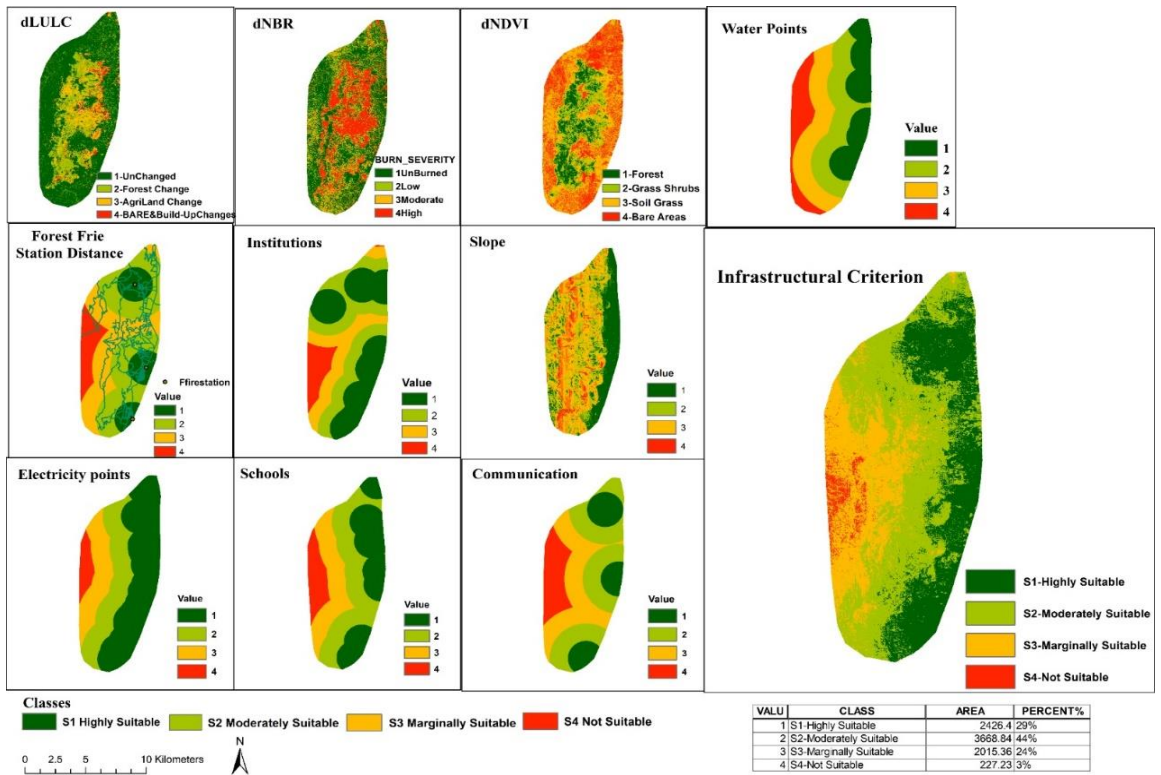 dLULC
1-UnChanged
2-Forest Change
3-AgriLand Change
4-BARE&Build-UpChanges
dNBR
BURN_SEVERITY
1UnBurned
2Low
3Moderate
4High
dNDVI
1-Forest
2-Grass Shrubs
3-Soil Grass
4-Bare Areas
Water Points
Value
1
2
3
4
Forest Frie
Station Distance
Ffirestation
Value
1
2
3
4
Institutions
Value
1
2
3
4
Slope
Value
1
2
3
4
Infrastructural Criterion
S1-Highly Suitable
S2-Moderately Suitable
S3-Marginally Suitable
S4-Not Suitable
Electricity points
Value
1
2
3
4
Schools
Value
1
2
3
4
Communication
Value
1
2
3
4
Classes
S1 Highly Suitable S2 Moderately Suitable S3 Marginally Suitable S4 Not Suitable
0 2.5 5 10 Kilometers
N
VALU CLASS AREA PERCENT%
1 S1-Highly Suitable 2426.4 29%
2 S2-Moderately Suitable 3668.84 44%
3 S3-Marginally Suitable 2015.36 24%
4 S4-Not Suitable 227.23 3%